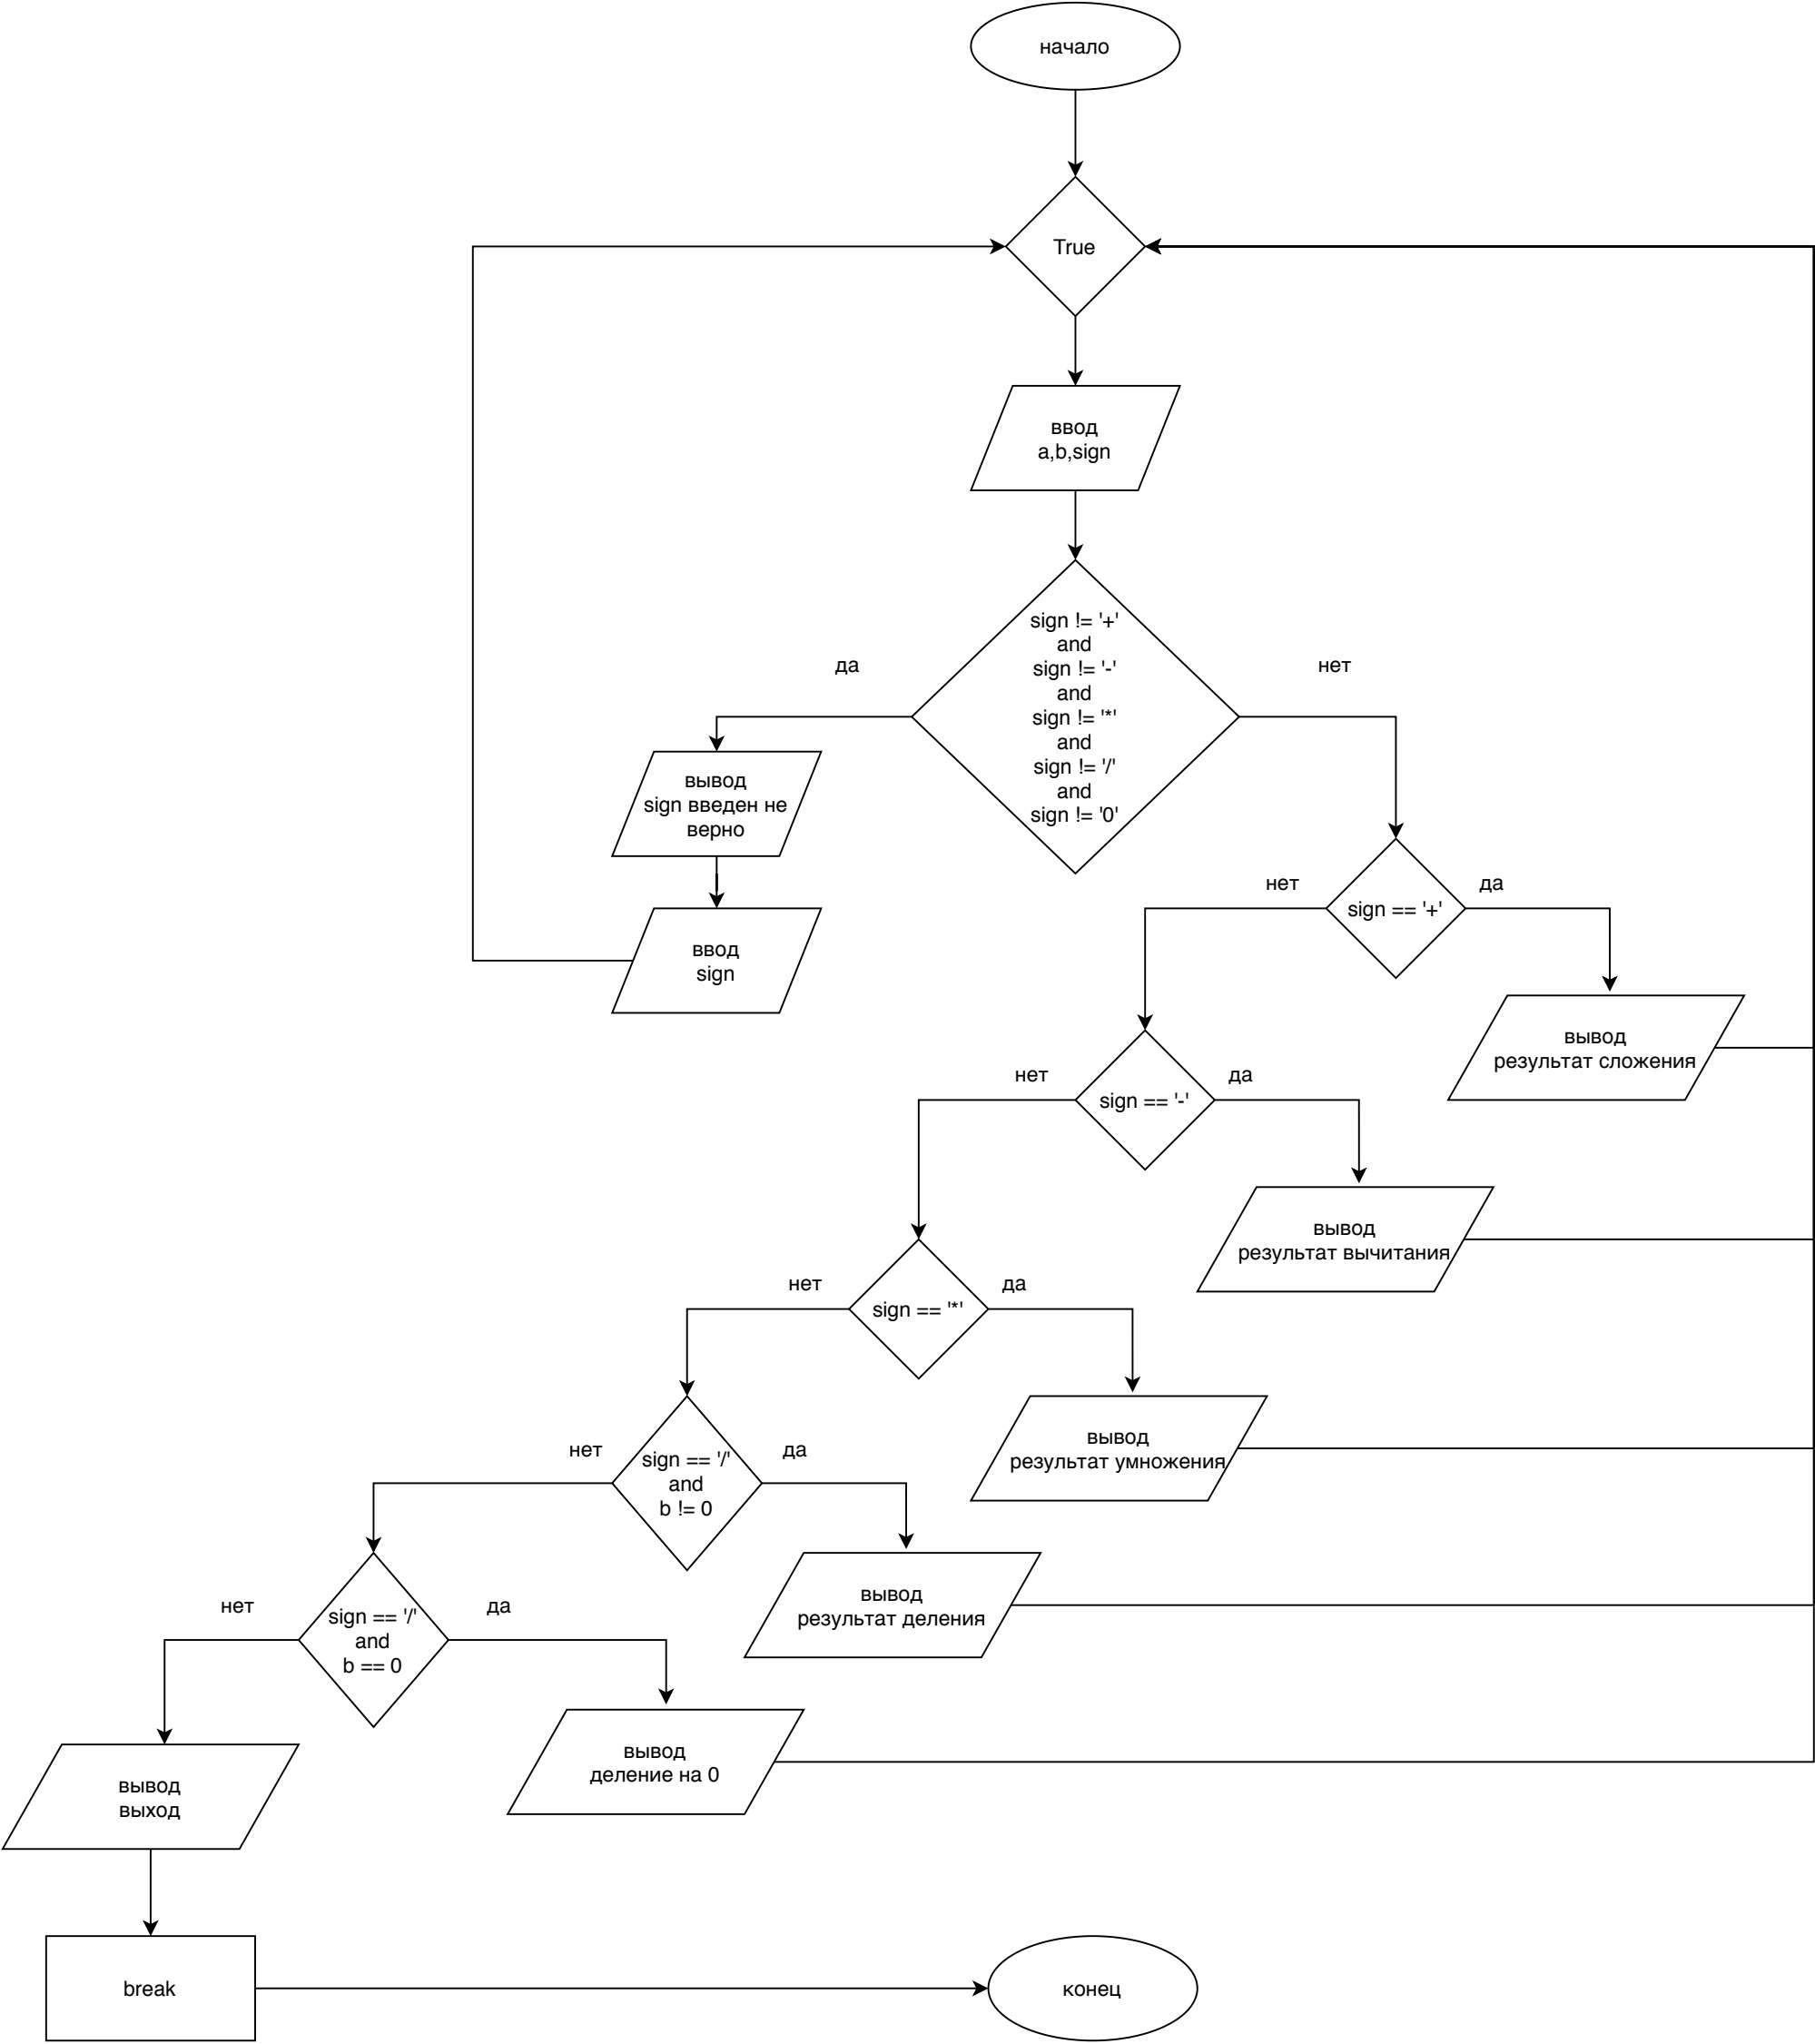 начало
True
ввод
a,b,sign
sign != '+'
and
sign != '-'
and
sign != '*'
and
sign != '/'
and
sign != '0'
да
нет
вывод
sign введен не
верно
ввод
sign
нет
да
sign == '+'
вывод
результат сложения
нет
да
sign == '-'
вывод
результат вычитания
нет
да
sign == '*'
вывод
результат умножения
нет
да
sign == '/'
and
b != 0
вывод
результат деления
нет
да
sign == '/'
and
b == 0
вывод
деление на 0
вывод
выход
break
конец